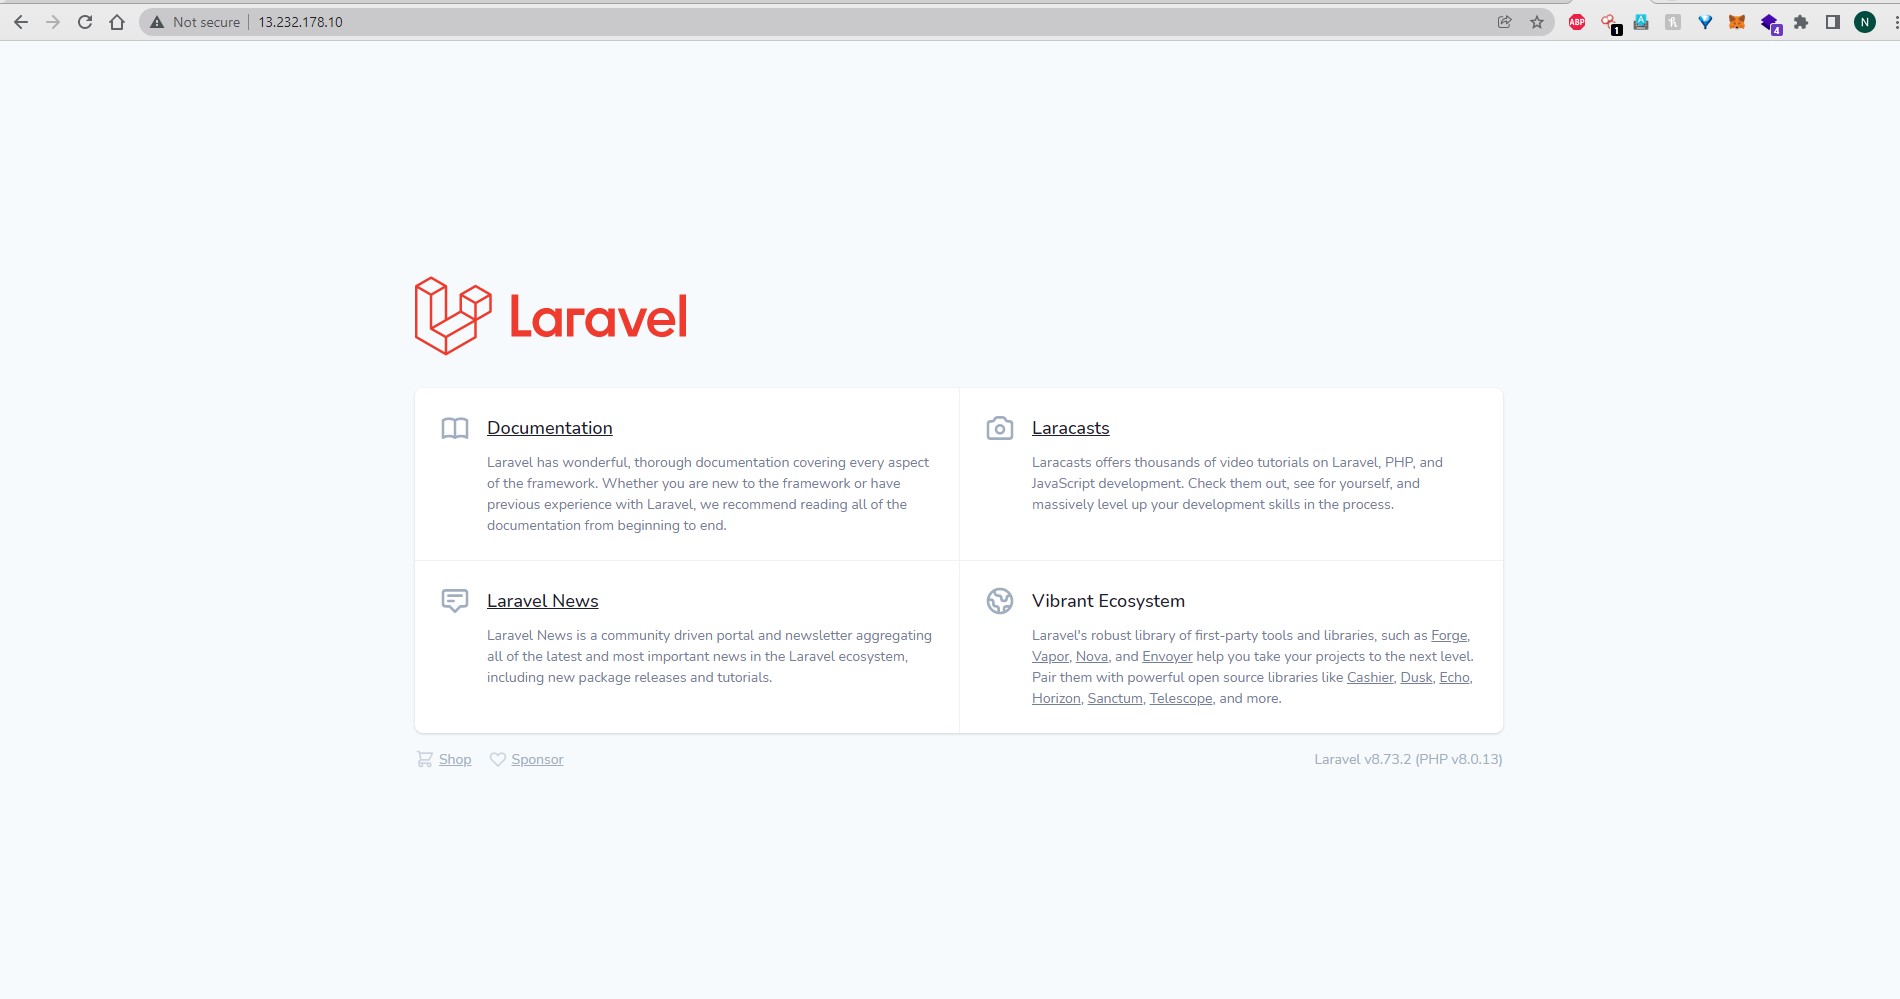 Not secure 13.232.178.10
ABP 1 A 4 N
Laravel
Documentation
Laravel has wonderful, thorough documentation covering every aspect
of the framework. Whether you are new to the framework or have
previous experience with Laravel, we recommend reading all of the
documentation from beginning to end.
Laracasts
Laracasts offers thousands of video tutorials on Laravel, PHP, and
JavaScript development. Check them out, see for yourself, and
massively level up your development skills in the process.
Laravel News
Laravel News is a community driven portal and newsletter aggregating
all of the latest and most important news in the Laravel ecosystem,
including new package releases and tutorials.
Vibrant Ecosystem
Laravel's robust library of first-party tools and libraries, such as Forge,
Vapor, Nova, and Envoyer help you take your projects to the next level.
Pair them with powerful open source libraries like Cashier, Dusk, Echo,
Horizon, Sanctum, Telescope, and more.
Shop Sponsor
Laravel v8.73.2 (PHP v8.0.13)